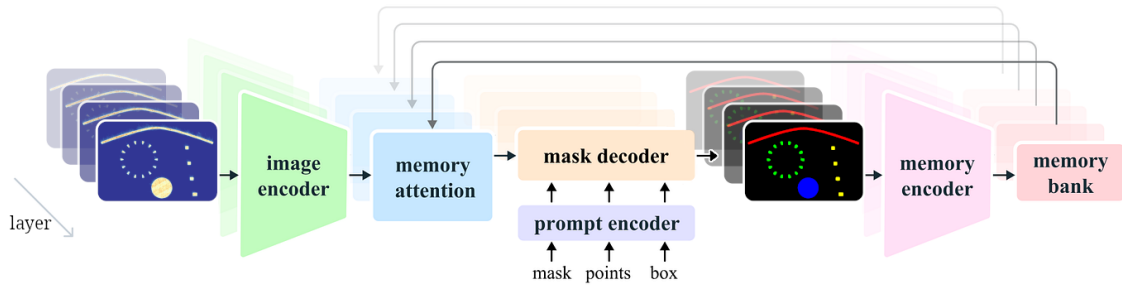 layer
image
encoder
memory
attention
mask decoder
prompt encoder
mask points box
memory
encoder
memory
bank